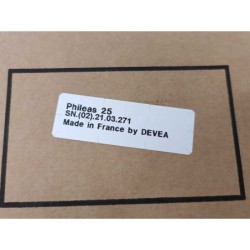 Phileas 25
SN.(02).21.03.271
Made in France by DEVEA